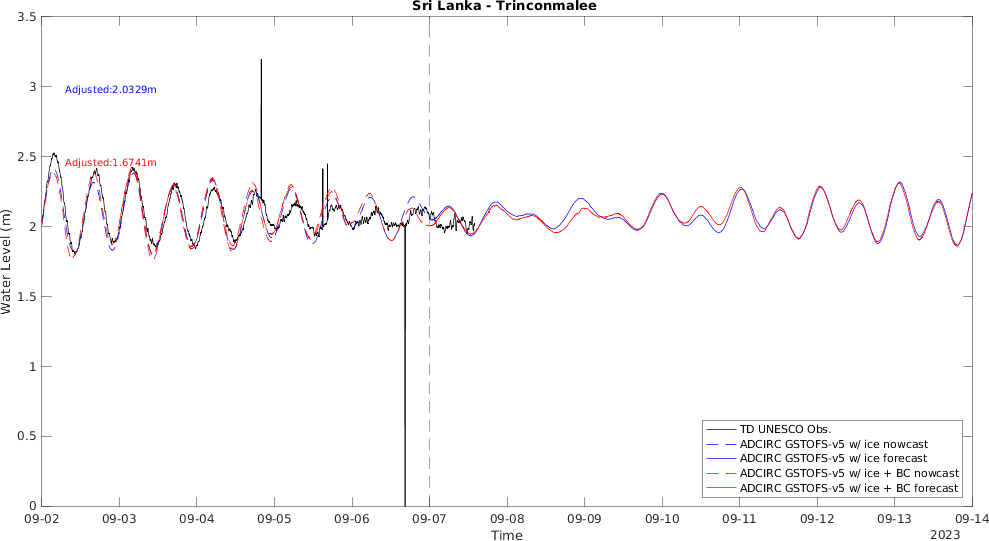 Sri Lanka - Trinconmalee
3.5
3
2.5
2
1.5
1
0.5
0
Water Level (m)
Adjusted:2.0329m
Adjusted:1.6741m
TD UNESCO Obs.
ADCIRC GSTOFS-v5 w/ ice nowcast
ADCIRC GSTOFS-v5 w/ ice forecast
ADCIRC GSTOFS-v5 w/ ice + BC nowcast
ADCIRC GSTOFS-v5 w/ ice + BC forecast
09-02 09-03 09-04 09-05 09-06 09-07 09-08 09-09 09-10 09-11 09-12 09-13 09-14
Time
2023